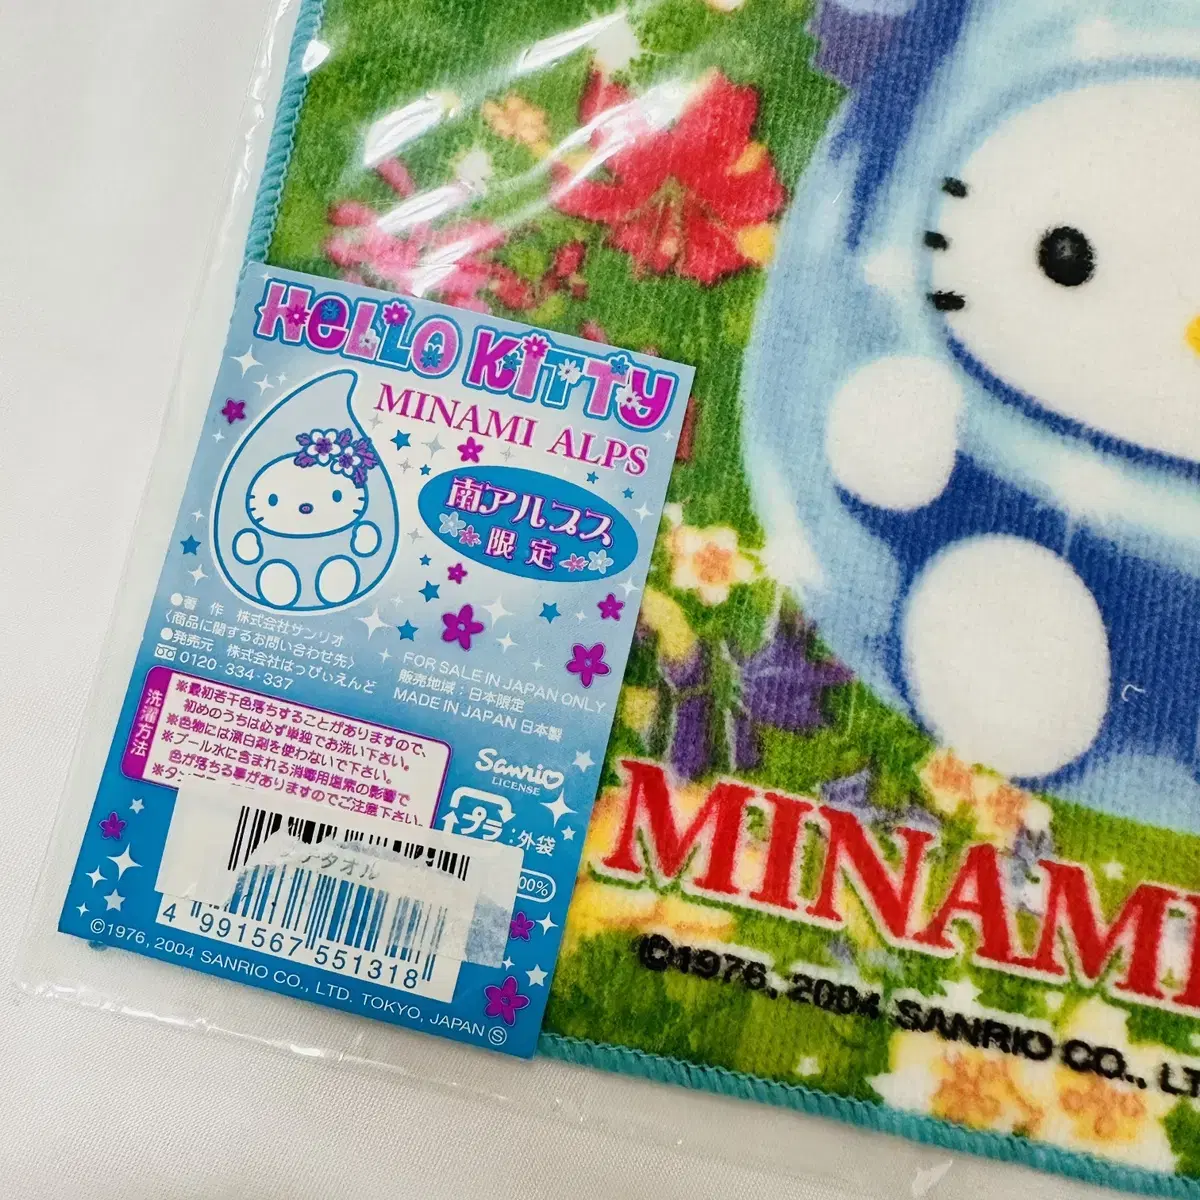 HELLO KITTY
MINAMI ALPS
南アルプス
限定
●著 作 株式会社サンリオ
〈商品に関するお問い合わせ先〉
●発売元 株式会社はっぴぃえんど
0120-334-337
FOR SALE IN JAPAN ONLY
販売地域：日本限定
MADE IN JAPAN 日本製
洗濯方法
※最初若干色落ちすることがありますので、
初めのうちは必ず単独でお洗い下さい。
※色物には漂白剤を使わないで下さい。
※プール水に含まれる消毒用塩素の影響で
色が落ちる事がありますのでご注意下さい。
Sanrio
LICENSE
プラ：外袋
100%
タオル
4 991567 551318
©1976, 2004 SANRIO CO., LTD. TOKYO, JAPAN Ⓢ
MINAMI
©1976, 2004 SANRIO CO., LT